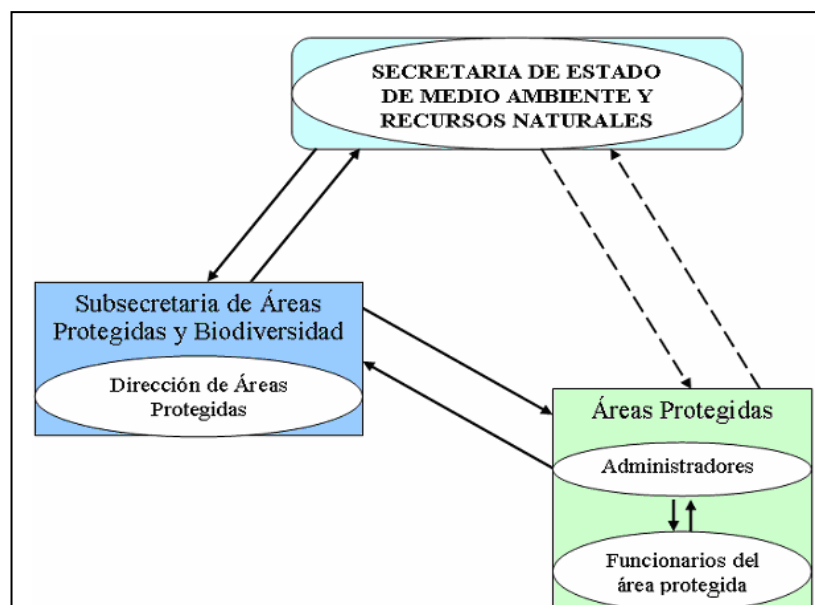 SECRETARIA DE ESTADO
DE MEDIO AMBIENTE Y
RECURSOS NATURALES
Subsecretaria de Áreas
Protegidas y Biodiversidad
Dirección de Áreas
Protegidas
Áreas Protegidas
Administradores
Funcionarios del
área protegida